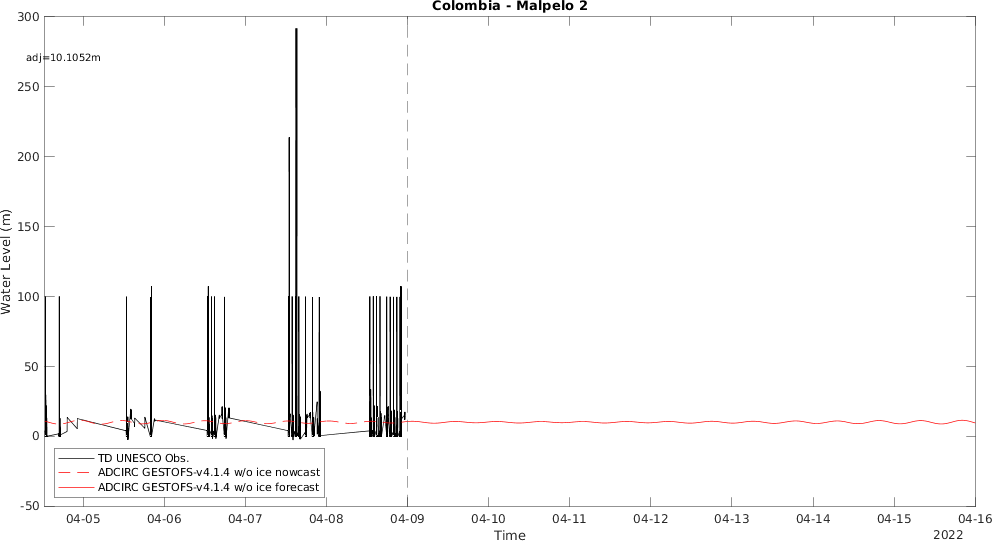 Colombia - Malpelo 2
300
adj=10.1052m
250
200
150
100
50
0
-50
Water Level (m)
TD UNESCO Obs.
ADCIRC GESTOFS-v4.1.4 w/o ice nowcast
ADCIRC GESTOFS-v4.1.4 w/o ice forecast
04-05 04-06 04-07 04-08 04-09 04-10 04-11 04-12 04-13 04-14 04-15 04-16
Time
2022